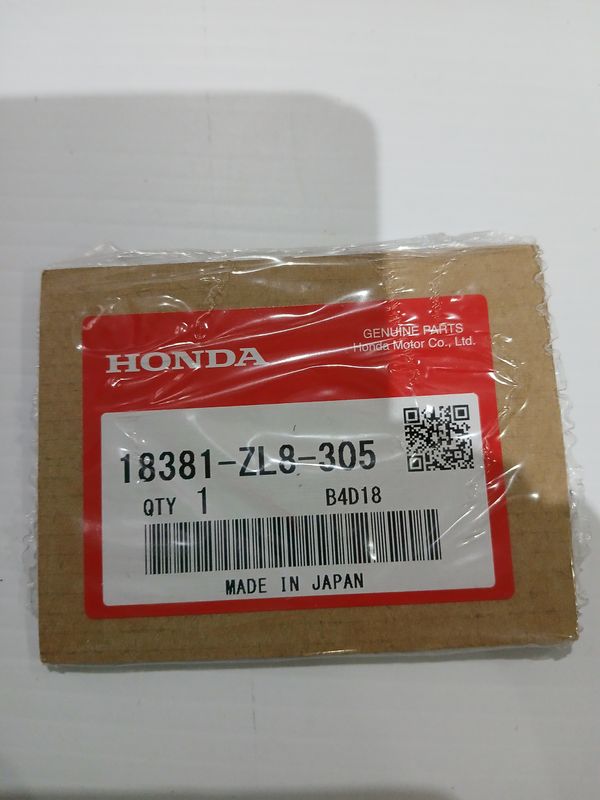 GENUINE PARTS
HONDA Honda Motor Co., Ltd.
18381-ZL8-305
QTY 1 B4D18
MADE IN JAPAN